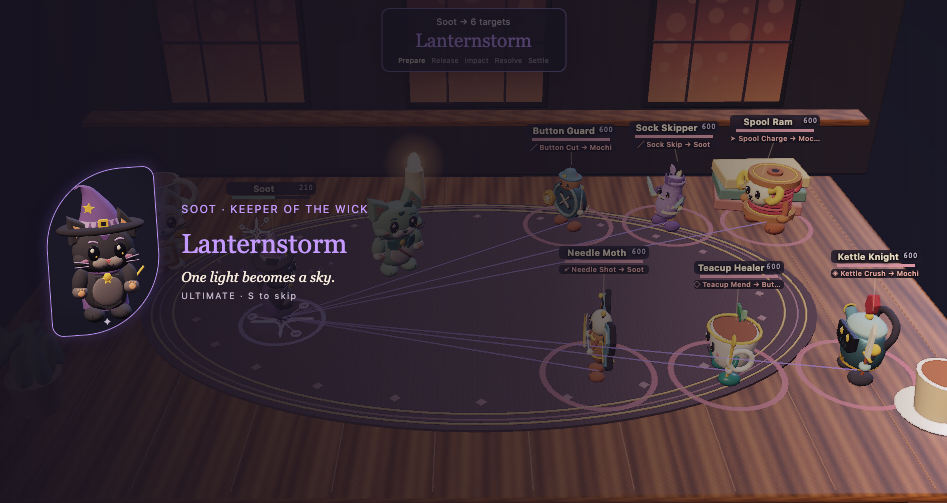 Soot → 6 targets
Lanternstorm
Prepare Release Impact Resolve Settle
Button Guard 600
Button Cut → Mochi
Sock Skipper 600
Sock Skip → Soot
Spool Ram 600
Spool Charge → Moc...
Soot 210
SOOT · KEEPER OF THE WICK
Lanternstorm
One light becomes a sky.
ULTIMATE · S to skip
Needle Moth 600
Needle Shot → Soot
Teacup Healer 600
Teacup Mend → But...
Kettle Knight 600
Kettle Crush → Mochi